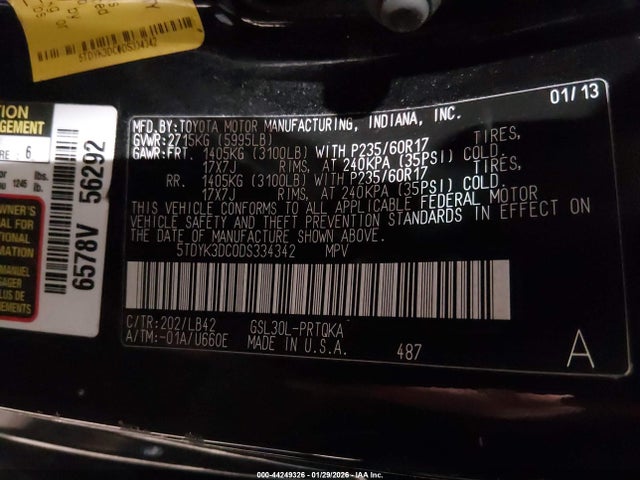 5TDYK3DC0DS334342
6
1245 lb.
6578V 56292
MFD.BY:TOYOTA MOTOR MANUFACTURING, INDIANA, INC. 01/13
GVWR:2715KG (5995LB)
GAWR:FRT. 1405KG (3100LB) WITH P235/60R17 TIRES,
17X7J RIMS, AT 240KPA (35PSI) COLD.
RR. 1405KG (3100LB) WITH P235/60R17 TIRES,
17X7J RIMS, AT 240KPA (35PSI) COLD.
THIS VEHICLE CONFORMS TO ALL APPLICABLE FEDERAL MOTOR
VEHICLE SAFETY AND THEFT PREVENTION STANDARDS IN EFFECT ON
THE DATE OF MANUFACTURE SHOWN ABOVE.
5TDYK3DC0DS334342 MPV
C/TR:202/LB42 GSL30L-PRTQKA
A/TM:-01A/U660E MADE IN U.S.A. 487 A
000-44249326 - 01/29/2026 - IAA Inc.